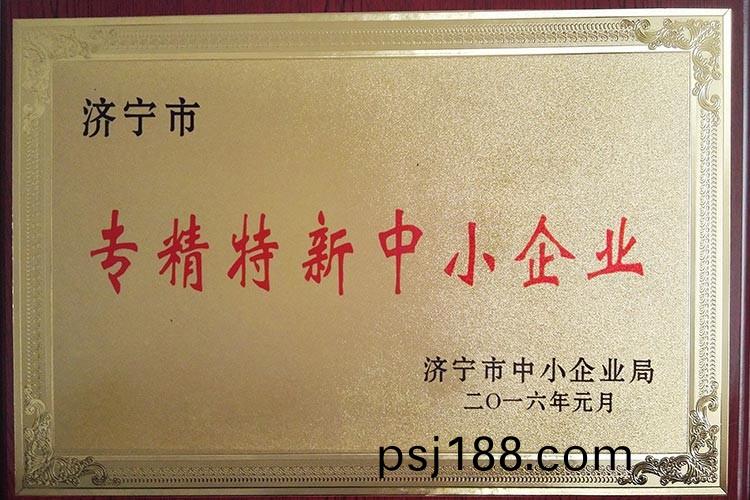 济宁市
专精特新中小企业
济宁市中小企业局
二〇一六年元月
psj188.com